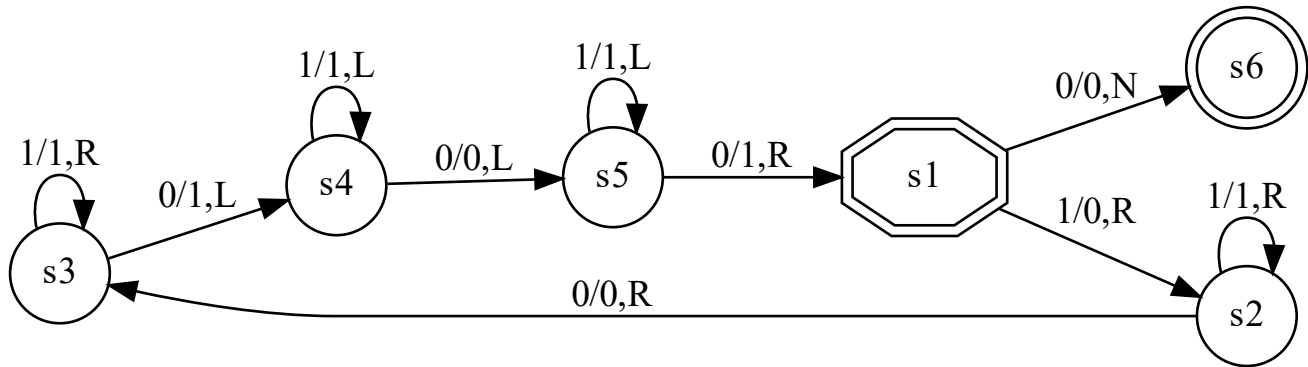 1/1,R
s3
0/1,L
1/1,L
s4
0/0,L
1/1,L
s5
0/1,R
s1
0/0,N
s6
1/0,R
1/1,R
s2
0/0,R